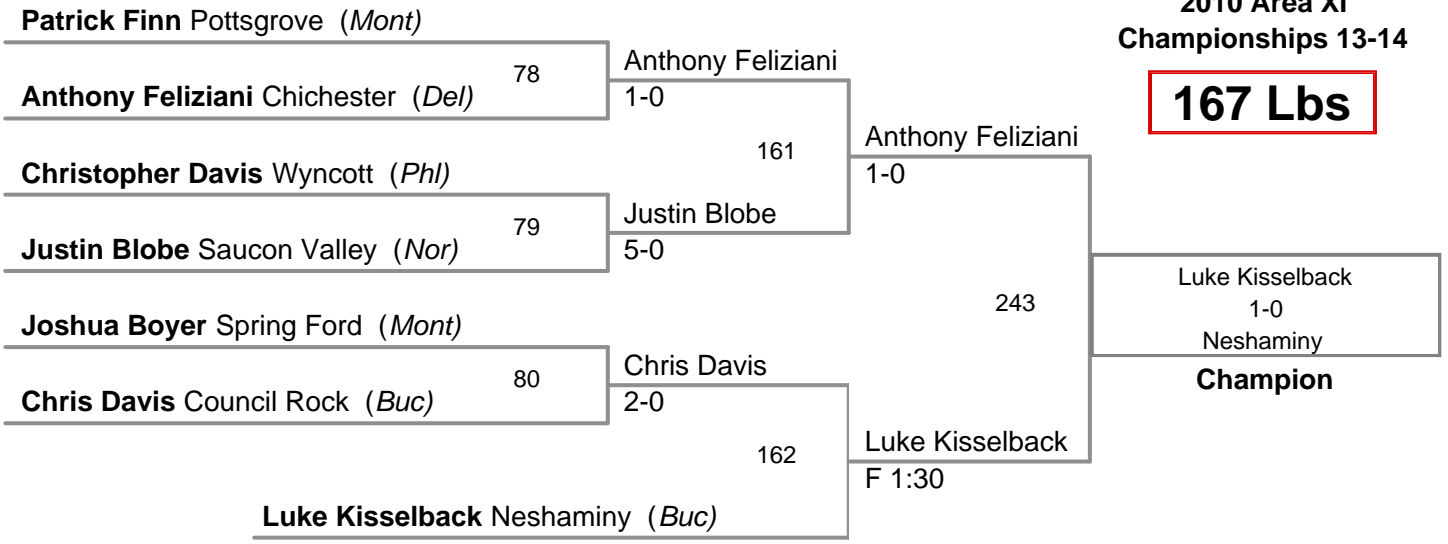 2010 Area XI
Championships 13-14
167 Lbs
Patrick Finn Pottsgrove (Mont)
78
Anthony Feliziani Chichester (Del)
Anthony Feliziani
1-0
161
Christopher Davis Wyncott (Phl)
79
Justin Blobe Saucon Valley (Nor)
Justin Blobe
5-0
Anthony Feliziani
1-0
243
Joshua Boyer Spring Ford (Mont)
80
Chris Davis Council Rock (Buc)
Chris Davis
2-0
162
Luke Kisselback Neshaminy (Buc)
Luke Kisselback
F 1:30
Luke Kisselback
1-0
Neshaminy
Champion